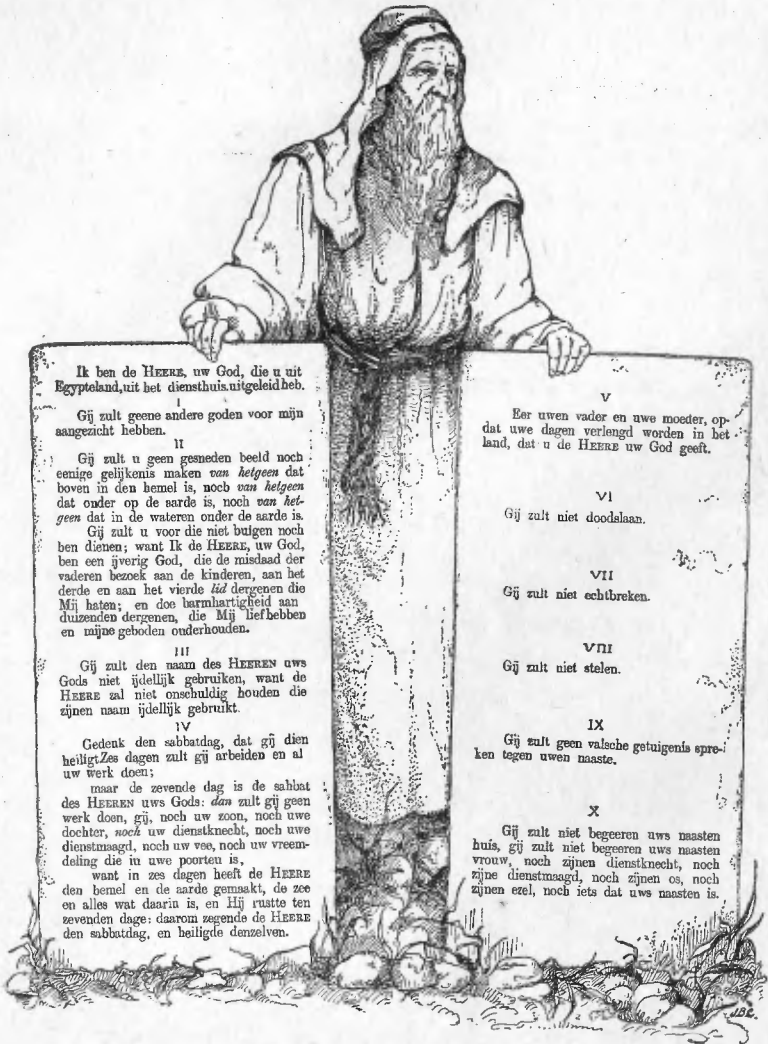 Ik ben de HEERE, uw God, die u uit
Egypteland, uit het diensthuis uitgeleid heb.
I
Gij zult geene andere goden voor mijn
aangezicht hebben.
II
Gij zult u geen gesneden beeld noch
eenige gelijkenis maken van hetgeen dat
boven in den hemel is, noch van hetgeen
dat onder op de aarde is, noch van het-
geen dat in de wateren onder de aarde is.
Gij zult u voor die niet buigen noch
hen dienen; want Ik de HEERE, uw God,
ben een ijverig God, die de misdaad der
vaderen bezoek aan de kinderen, aan het
derde en aan het vierde lid dergenen die
Mij haten; en doe barmhartigheid aan
duizenden dergenen, die Mij liefhebben
en mijne geboden onderhouden.
III
Gij zult den naam des HEEREN uws
Gods niet ijdellijk gebruiken, want de
HEERE zal niet onschuldig houden die
zijnen naam ijdellijk gebruikt.
IV
Gedenk den sabbatdag, dat gij dien
heiligt Zes dagen zult gij arbeiden en al
uw werk doen;
maar de zevende dag is de sabbat
des HEEREN uws Gods: dan zult gij geen
werk doen, gij, noch uw zoon, noch uwe
dochter, noch uw dienstknecht, noch uwe
dienstmaagd, noch uw vee, noch uw vreem-
deling die in uwe poorten is,
want in zes dagen heeft de HEERE
den hemel en de aarde gemaakt, de zee
en alles wat daarin is, en Hij rustte ten
zevenden dage: daarom zegende de HEERE
den sabbatdag, en heiligde denzelven.
V
Eer uwen vader en uwe moeder, op-
dat uwe dagen verlengd worden in het
land, dat u de HEERE uw God geeft.
VI
Gij zult niet doodslaan.
VII
Gij zult niet echtbreken.
VIII
Gij zult niet stelen.
IX
Gij zult geen valsche getuigenis spre-
ken tegen uwen naaste.
X
Gij zult niet begeeren uws naasten
huis, gij zult niet begeeren uws naasten
vrouw, noch zijnen dienstknecht, noch
zijne dienstmaagd, noch zijnen os, noch
zijnen ezel, noch iets dat uws naasten is.